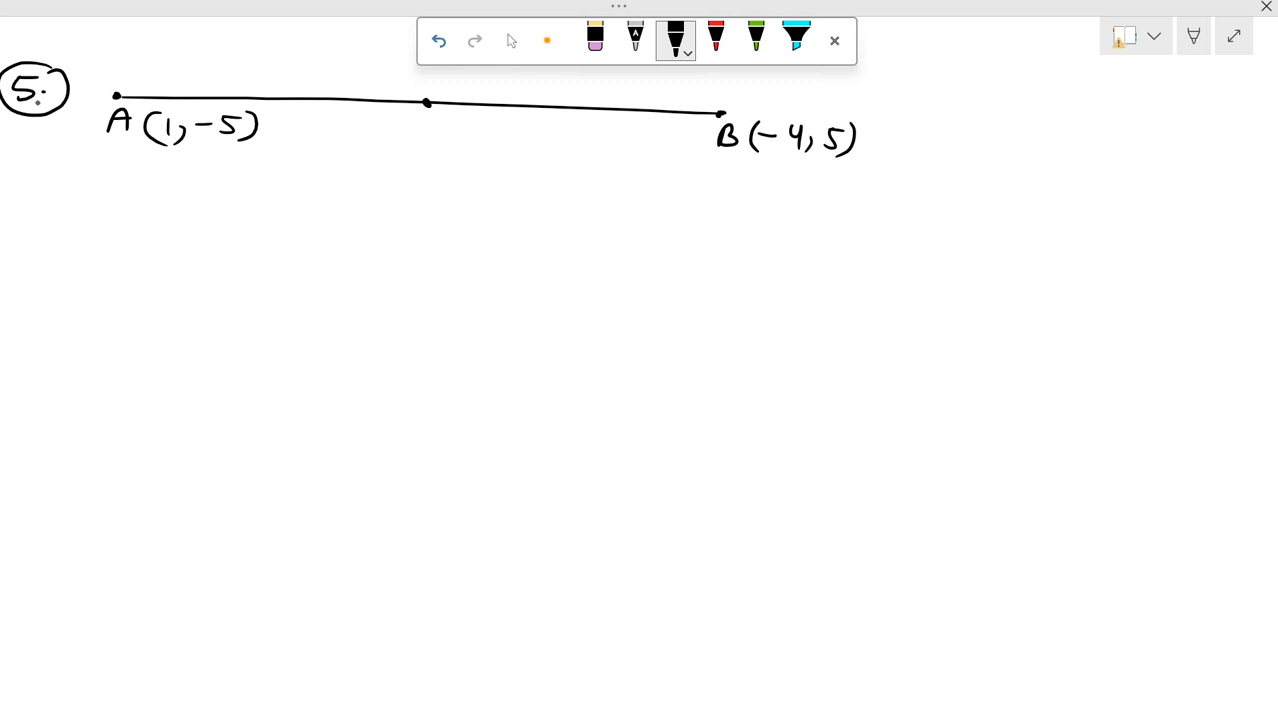 5.
A (1, -5)
B (- 4, 5)